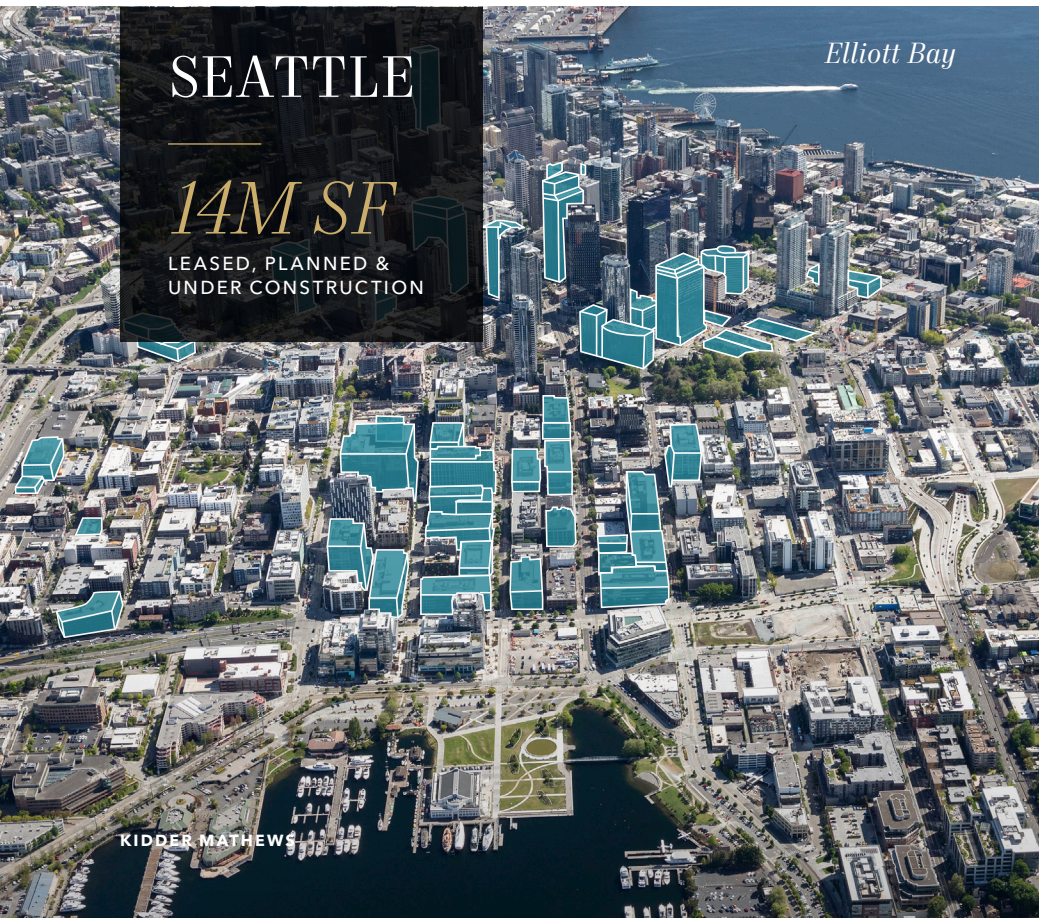 SEATTLE
14M SF
LEASED, PLANNED &
UNDER CONSTRUCTION
Elliott Bay
KIDDER MATHEWS